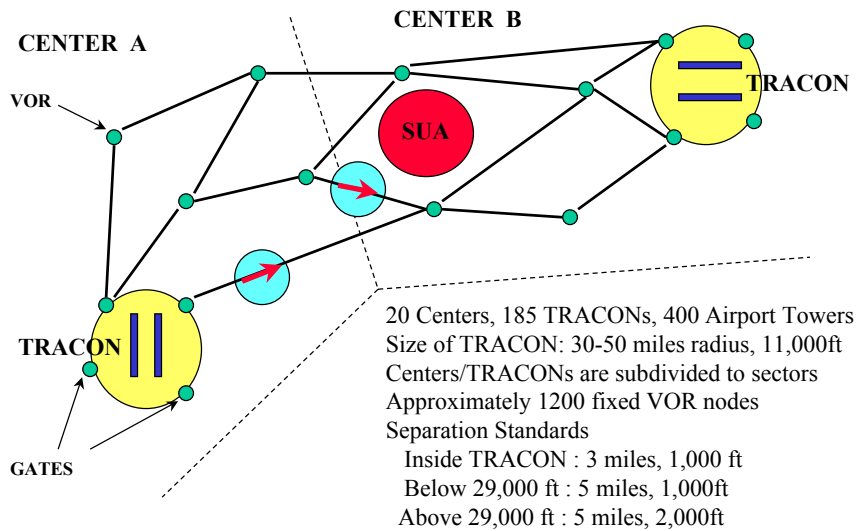 CENTER A
CENTER B
VOR
TRACON
SUA
TRACON
GATES
20 Centers, 185 TRACONs, 400 Airport Towers
Size of TRACON: 30-50 miles radius, 11,000ft
Centers/TRACONs are subdivided to sectors
Approximately 1200 fixed VOR nodes
Separation Standards
Inside TRACON : 3 miles, 1,000 ft
Below 29,000 ft : 5 miles, 1,000ft
Above 29,000 ft : 5 miles, 2,000ft